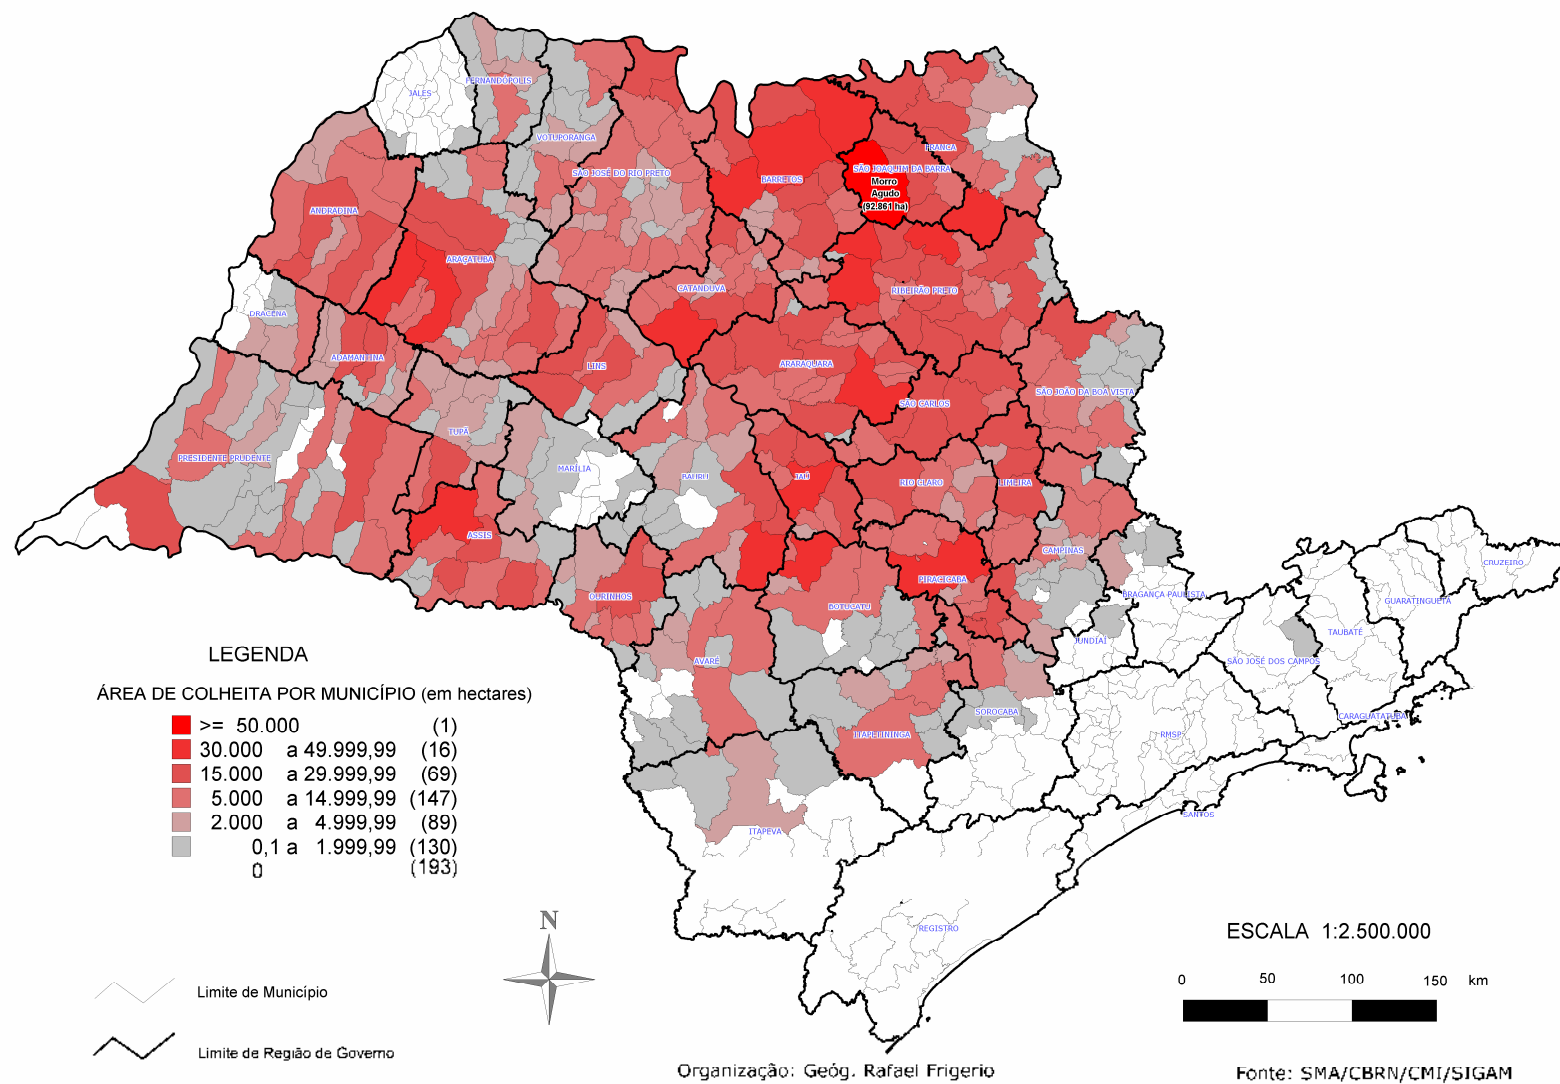 JALES
FERNANDÓPOLIS
VOTUPORANGA
SÃO JOSÉ DO RIO PRETO
BARRETOS
FRANCA
SÃO JOAQUIM DA BARRA
Morro
Agudo
(92.861 ha)
ANDRADINA
ARAÇATUBA
CATANDUVA
RIBEIRÃO PRETO
DRACENA
ADAMANTINA
LINS
ARARAQUARA
SÃO CARLOS
SÃO JOÃO DA BOA VISTA
TUPÃ
PRESIDENTE PRUDENTE
MARÍLIA
BAURU
JAÚ
RIO CLARO
LIMEIRA
ASSIS
CAMPINAS
CRUZEIRO
PIRACICABA
OURINHOS
BOTUCATU
BRAGANÇA PAULISTA
GUARATINGUETÁ
TAUBATÉ
JUNDIAÍ
AVARÉ
SÃO JOSÉ DOS CAMPOS
SOROCABA
CARAGUATATUBA
ITAPETININGA
RMSP
SANTOS
ITAPEVA
REGISTRO
LEGENDA
ÁREA DE COLHEITA POR MUNICÍPIO (em hectares)
>= 50.000 (1)
30.000 a 49.999,99 (16)
15.000 a 29.999,99 (69)
5.000 a 14.999,99 (147)
2.000 a 4.999,99 (89)
0,1 a 1.999,99 (130)
0 (193)
N
Limite de Município
Limite de Região de Governo
ESCALA 1:2.500.000
0 50 100 150 km
Organização: Geóg. Rafael Frigerio
Fonte: SMA/CBRN/CMI/SIGAM